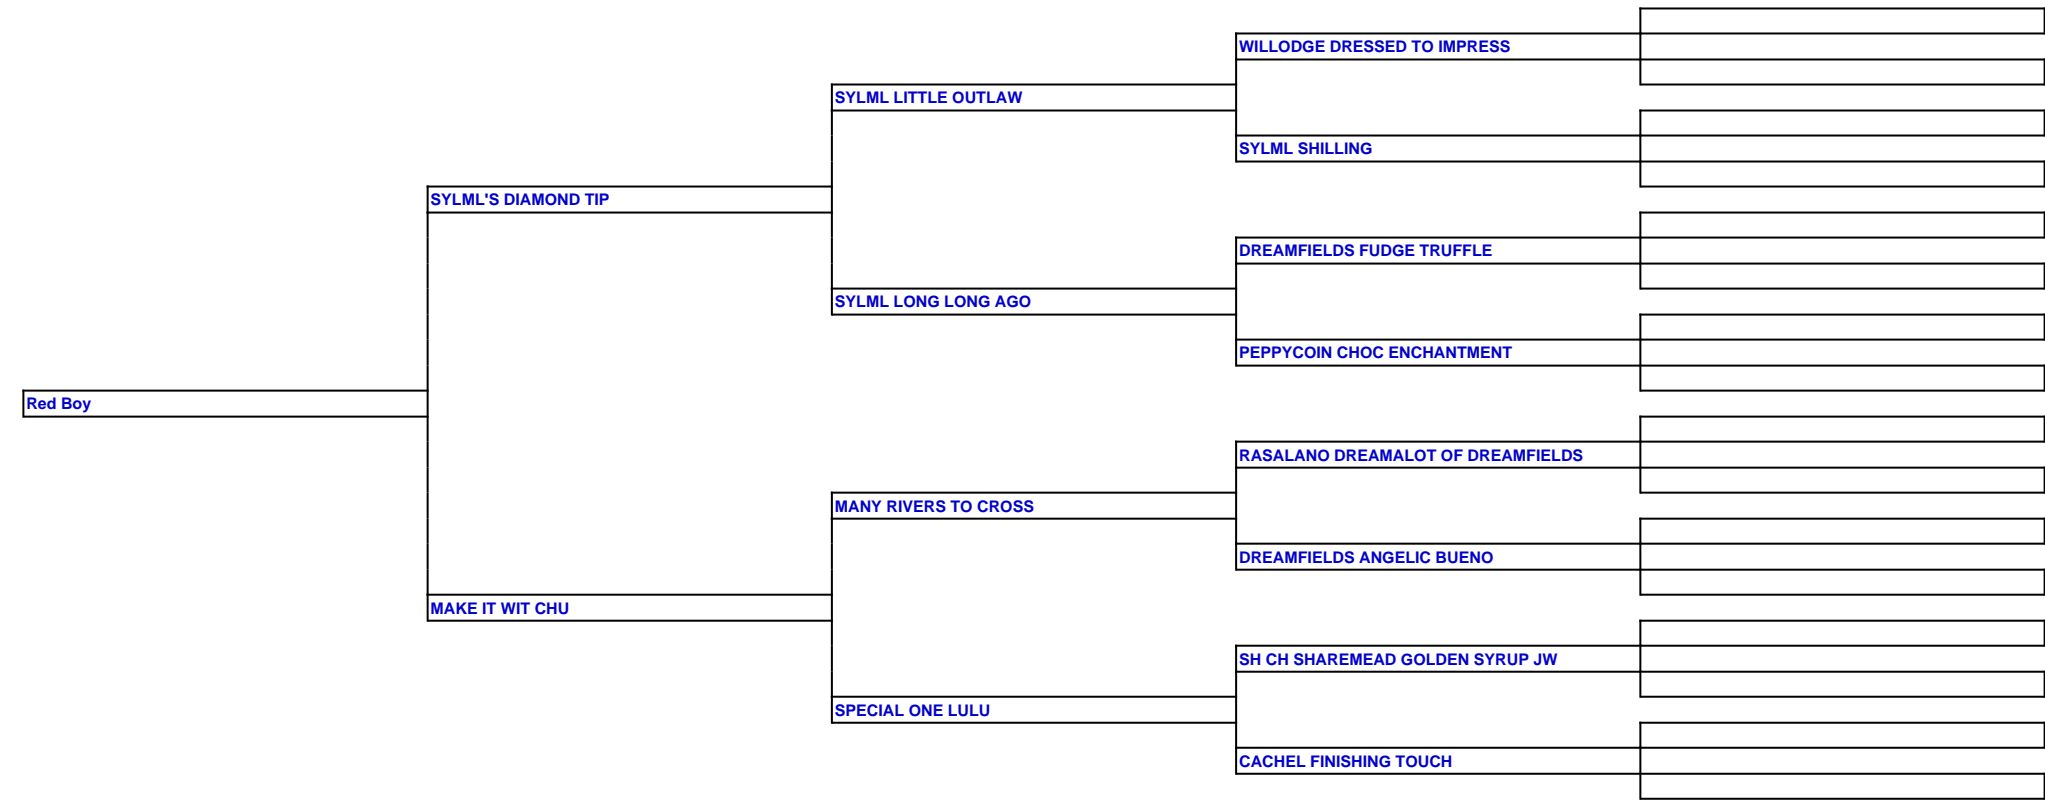 WILLODGE DRESSED TO IMPRESS
SYLML LITTLE OUTLAW
SYLML SHILLING
SYLML'S DIAMOND TIP
DREAMFIELDS FUDGE TRUFFLE
SYLML LONG LONG AGO
PEPPYCOIN CHOC ENCHANTMENT
Red Boy
RASALANO DREAMALOT OF DREAMFIELDS
MANY RIVERS TO CROSS
DREAMFIELDS ANGELIC BUENO
MAKE IT WIT CHU
SH CH SHAREMEAD GOLDEN SYRUP JW
SPECIAL ONE LULU
CACHEL FINISHING TOUCH